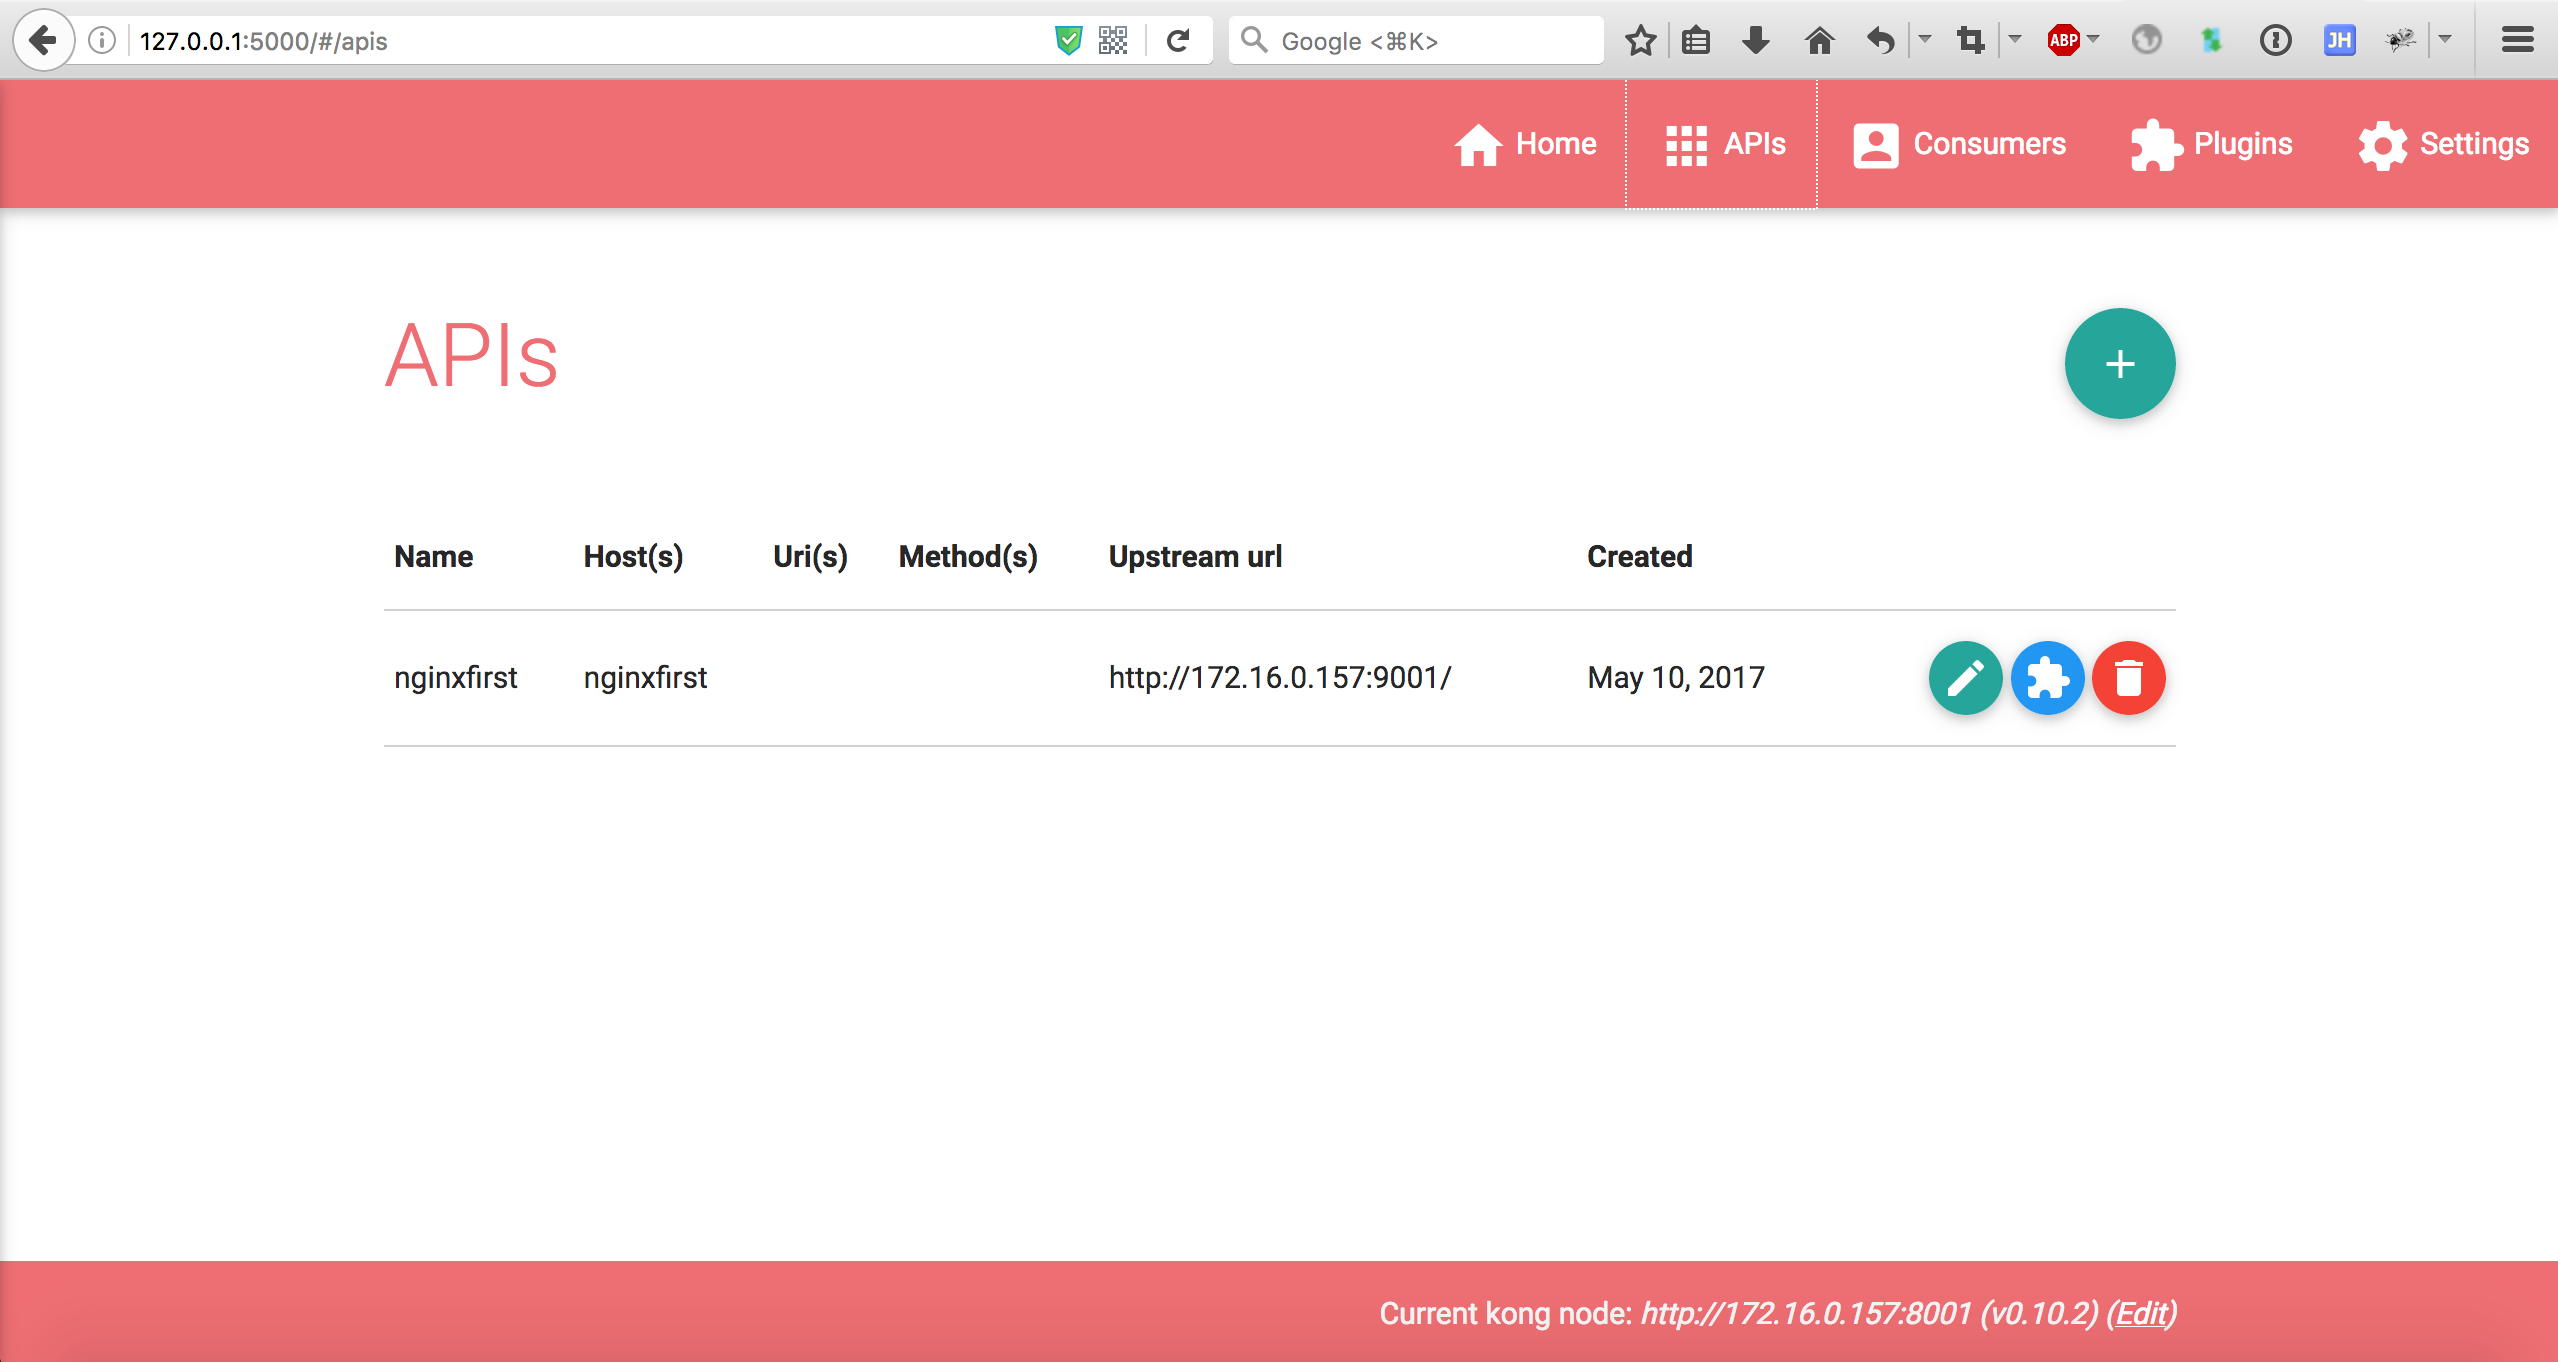 127.0.0.1:5000/#/apis Google <⌘K> ABP JH
Home APIs Consumers Plugins Settings
APIs
+
Name Host(s) Uri(s) Method(s) Upstream url Created
nginxfirst nginxfirst http://172.16.0.157:9001/ May 10, 2017
Current kong node: http://172.16.0.157:8001 (v0.10.2) (Edit)